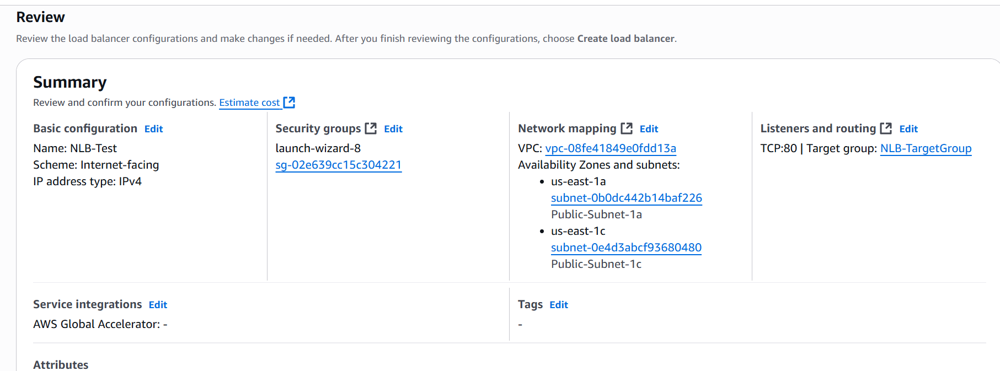 Review
Review the load balancer configurations and make changes if needed. After you finish reviewing the configurations, choose Create load balancer.
Summary
Review and confirm your configurations. Estimate cost
Basic configuration Edit
Name: NLB-Test
Scheme: Internet-facing
IP address type: IPv4
Security groups Edit
launch-wizard-8
sg-02e639cc15c304221
Network mapping Edit
VPC: vpc-08fe41849e0fdd13a
Availability Zones and subnets:
• us-east-1a
subnet-0b0dc442b14baf226
Public-Subnet-1a
• us-east-1c
subnet-0e4d3abcf93680480
Public-Subnet-1c
Listeners and routing Edit
TCP:80 | Target group: NLB-TargetGroup
Service integrations Edit
AWS Global Accelerator: -
Tags Edit
-
Attributes